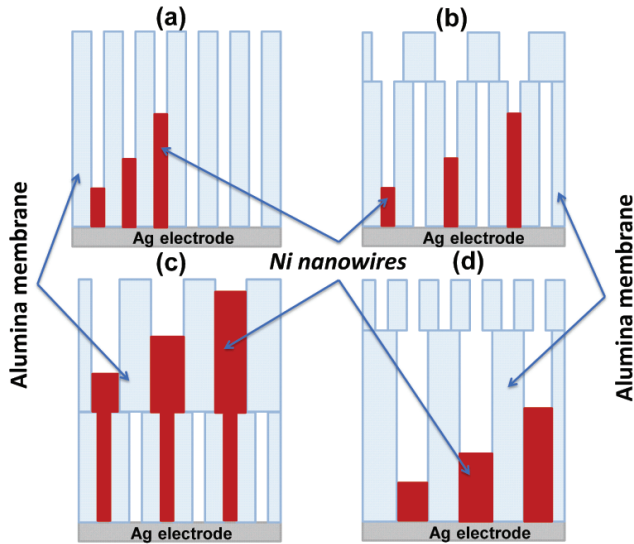 (a)
(b)
Ag electrode
Ag electrode
Alumina membrane
Ni nanowires
Alumina membrane
(c)
(d)
Ag electrode
Ag electrode